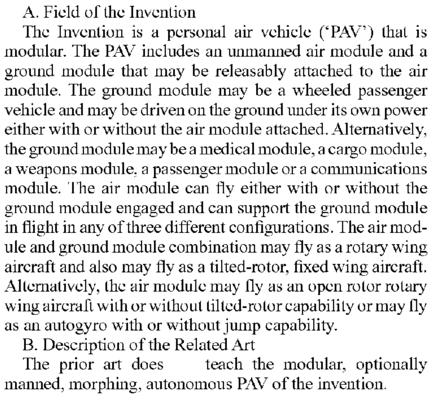 A. Field of the Invention
The Invention is a personal air vehicle (‘PAV’) that is
modular. The PAV includes an unmanned air module and a
ground module that may be releasably attached to the air
module. The ground module may be a wheeled passenger
vehicle and may be driven on the ground under its own power
either with or without the air module attached. Alternatively,
the ground module may be a medical module, a cargo module,
a weapons module, a passenger module or a communications
module. The air module can fly either with or without the
ground module engaged and can support the ground module
in flight in any of three different configurations. The air mod-
ule and ground module combination may fly as a rotary wing
aircraft and also may fly as a tilted-rotor, fixed wing aircraft.
Alternatively, the air module may fly as an open rotor rotary
wing aircraft with or without tilted-rotor capability or may fly
as an autogyro with or without jump capability.
B. Description of the Related Art
The prior art does teach the modular, optionally
manned, morphing, autonomous PAV of the invention.